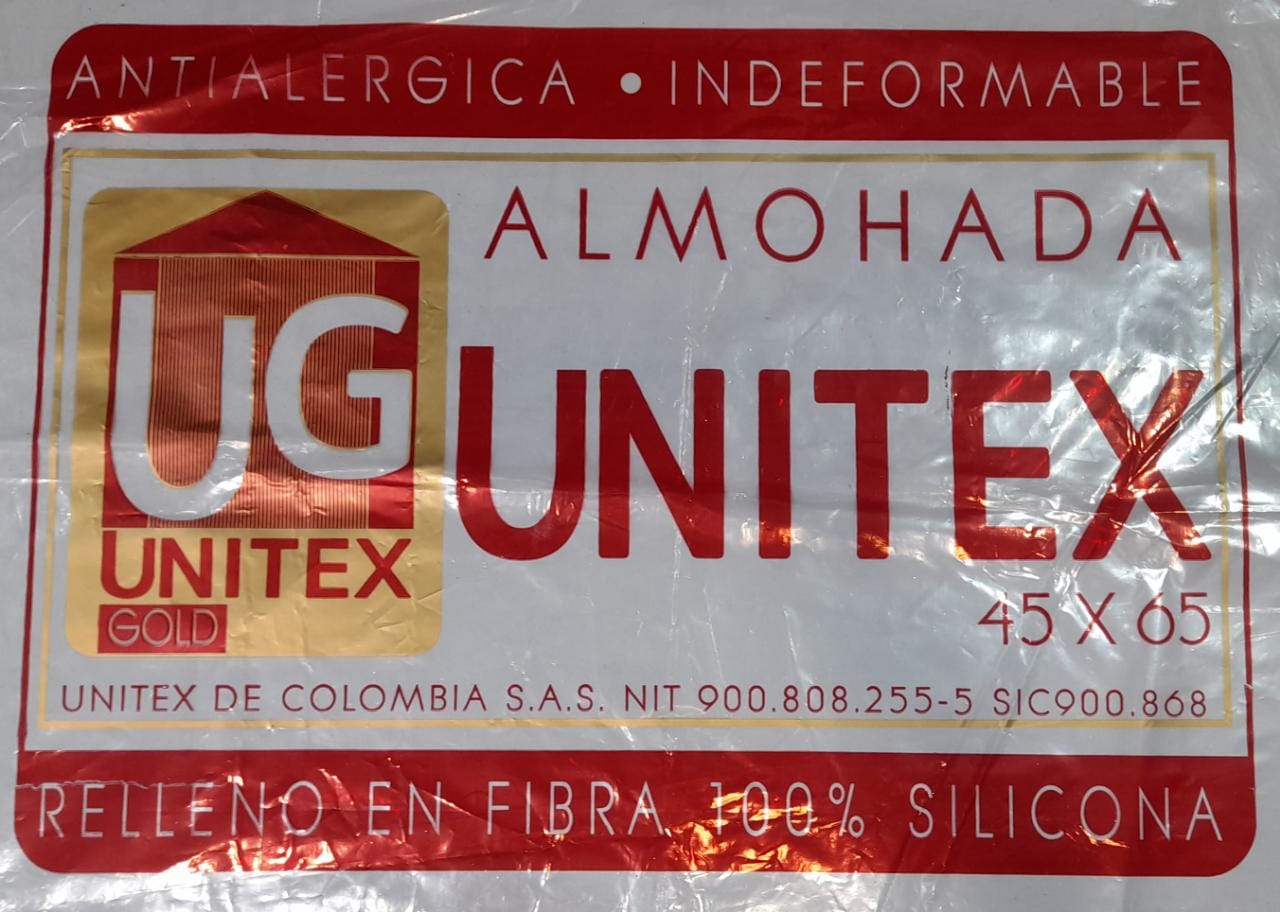 ANTIALERGICA • INDEFORMABLE
ALMOHADA
UG
UNITEX
UNITEX
GOLD
45 X 65
UNITEX DE COLOMBIA S.A.S. NIT 900.808.255-5 SIC900.868
RELLENO EN FIBRA 100% SILICONA